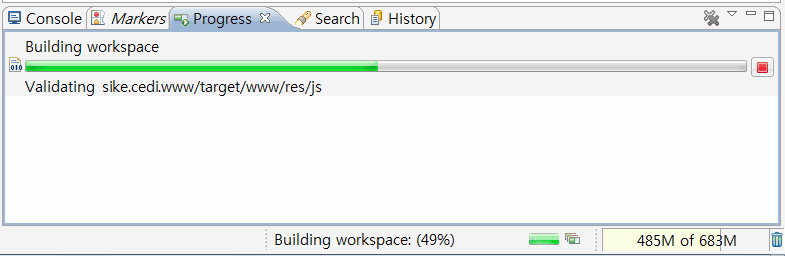 Console Markers Progress Search History
Building workspace
010
Validating sike.cedi.www/target/www/res/js
Building workspace: (49%) 485M of 683M